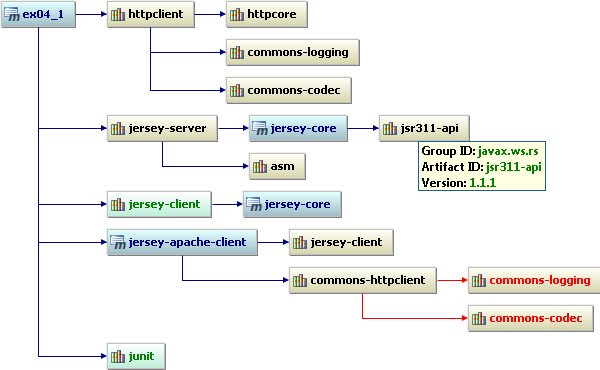 ex04_1
httpclient
httpcore
commons-logging
commons-codec
jersey-server
jersey-core
jsr311-api
Group ID: javax.ws.rs
Artifact ID: jsr311-api
Version: 1.1.1
asm
jersey-client
jersey-core
jersey-apache-client
jersey-client
commons-httpclient
commons-logging
commons-codec
junit